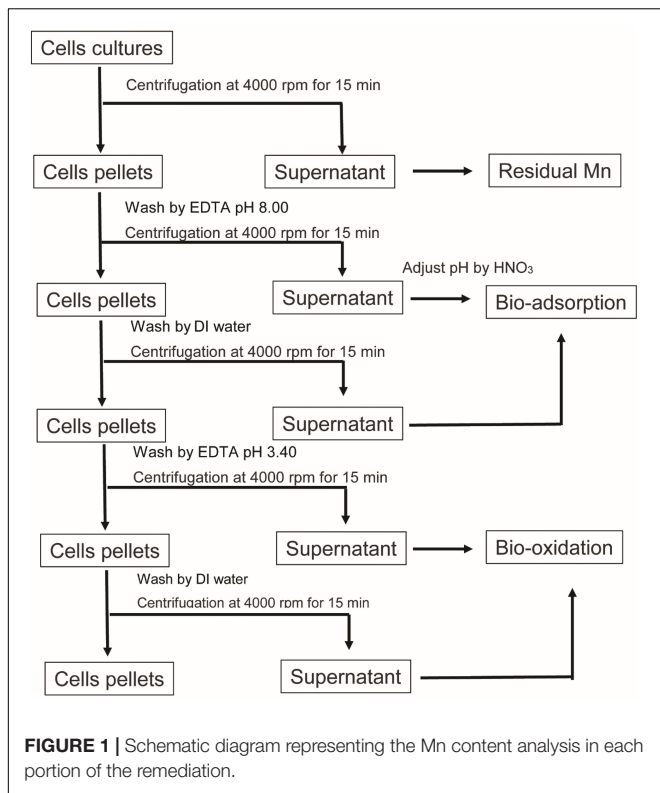 Cells cultures
Centrifugation at 4000 rpm for 15 min
Cells pellets
Supernatant
Residual Mn
Wash by EDTA pH 8.00
Centrifugation at 4000 rpm for 15 min
Adjust pH by HNO₃
Cells pellets
Supernatant
Bio-adsorption
Wash by DI water
Centrifugation at 4000 rpm for 15 min
Cells pellets
Supernatant
Wash by EDTA pH 3.40
Centrifugation at 4000 rpm for 15 min
Cells pellets
Supernatant
Bio-oxidation
Wash by DI water
Centrifugation at 4000 rpm for 15 min
Cells pellets
Supernatant
FIGURE 1 | Schematic diagram representing the Mn content analysis in each
portion of the remediation.